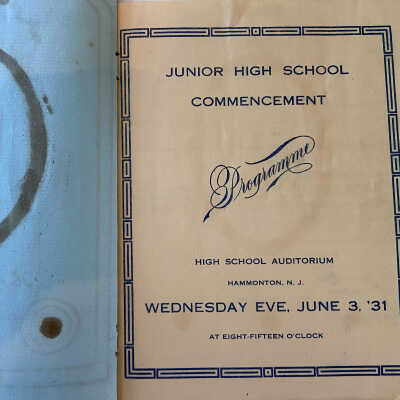 JUNIOR HIGH SCHOOL
COMMENCEMENT
Programme
HIGH SCHOOL AUDITORIUM
HAMMONTON, N. J.
WEDNESDAY EVE, JUNE 3, '31
AT EIGHT-FIFTEEN O'CLOCK